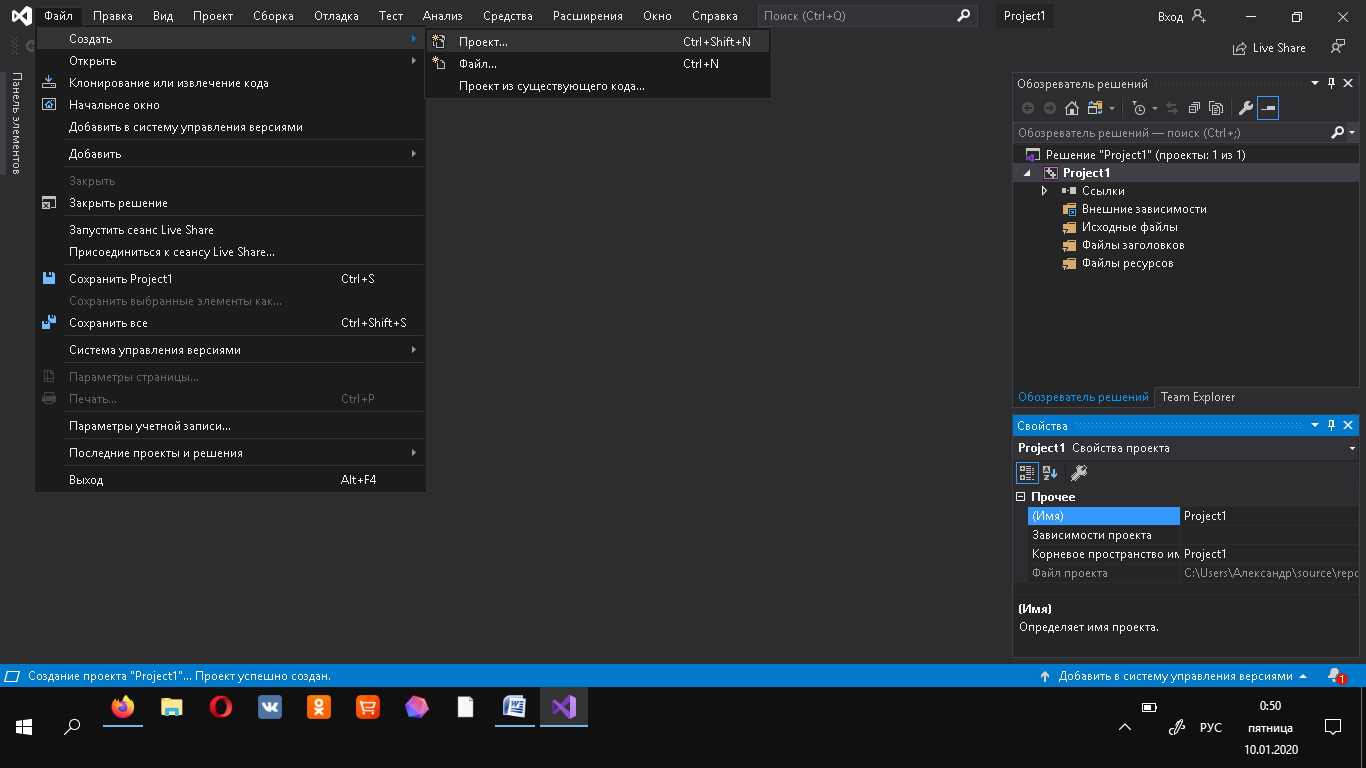 Файл Правка Вид Проект Сборка Отладка Тест Анализ Средства Расширения Окно Справка Поиск (Ctrl+Q) Project1 Вход
Live Share
Создать
Открыть
Клонирование или извлечение кода
Начальное окно
Добавить в систему управления версиями
Добавить
Закрыть
Закрыть решение
Запустить сеанс Live Share
Присоединиться к сеансу Live Share...
Сохранить Project1 Ctrl+S
Сохранить выбранные элементы как...
Сохранить все Ctrl+Shift+S
Система управления версиями
Параметры страницы...
Печать... Ctrl+P
Параметры учетной записи...
Последние проекты и решения
Выход Alt+F4
Проект... Ctrl+Shift+N
Файл... Ctrl+N
Проект из существующего кода...
Панель элементов
Обозреватель решений
Обозреватель решений — поиск (Ctrl+;)
Решение "Project1" (проекты: 1 из 1)
Project1
Ссылки
Внешние зависимости
Исходные файлы
Файлы заголовков
Файлы ресурсов
Обозреватель решений Team Explorer
Свойства
Project1 Свойства проекта
Прочее
(Имя) Project1
Зависимости проекта
Корневое пространство им Project1
Файл проекта C:\Users\Александр\source\repo
(Имя)
Определяет имя проекта.
Создание проекта "Project1"... Проект успешно создан. Добавить в систему управления версиями 1
РУС
0:50
пятница
10.01.2020